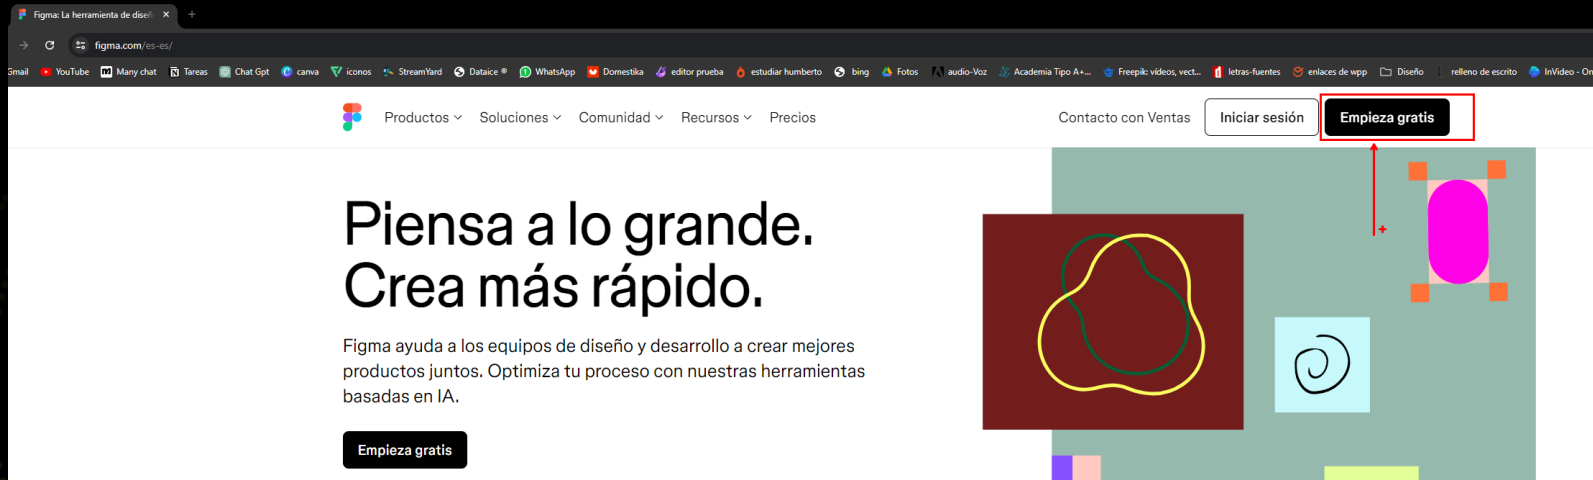 Figma: La herramienta de diseñ
figma.com/es-es/
Gmail YouTube Many chat Tareas Chat Gpt canva iconos StreamYard Dataice ® WhatsApp Domestika editor prueba estudiar humberto bing Fotos audio-Voz Academia Tipo A+... Freepik: vídeos, vect... letras-fuentes enlaces de wpp Diseño relleno de escrito InVideo - On
Productos Soluciones Comunidad Recursos Precios Contacto con Ventas Iniciar sesión Empieza gratis
Piensa a lo grande.
Crea más rápido.
Figma ayuda a los equipos de diseño y desarrollo a crear mejores
productos juntos. Optimiza tu proceso con nuestras herramientas
basadas en IA.
Empieza gratis